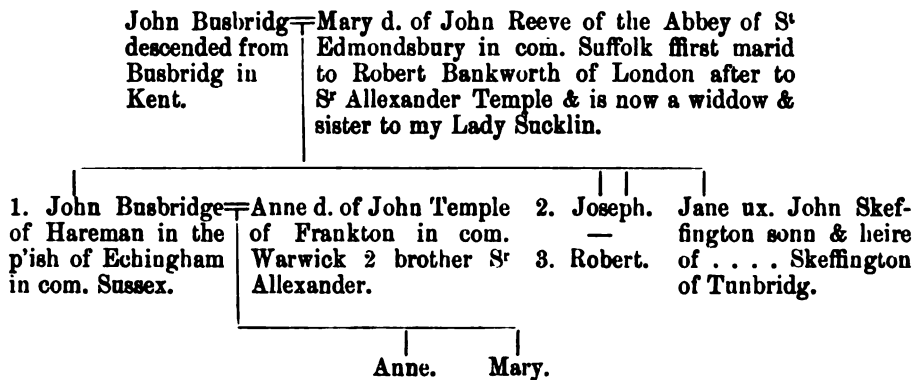 John Busbridg
descended from
Busbridg in
Kent.
Mary d. of John Reeve of the Abbey of Sᵗ
Edmondsbury in com. Suffolk ffirst marid
to Robert Bankworth of London after to
Sʳ Allexander Temple & is now a widdow &
sister to my Lady Sucklin.
1. John Busbridge
of Hareman in the
p'ish of Echingham
in com. Sussex.
Anne d. of John Temple
of Frankton in com.
Warwick 2 brother Sʳ
Allexander.
2. Joseph.
3. Robert.
Jane ux. John Skef-
fington sonn & heire
of .... Skeffington
of Tunbridg.
Anne. Mary.